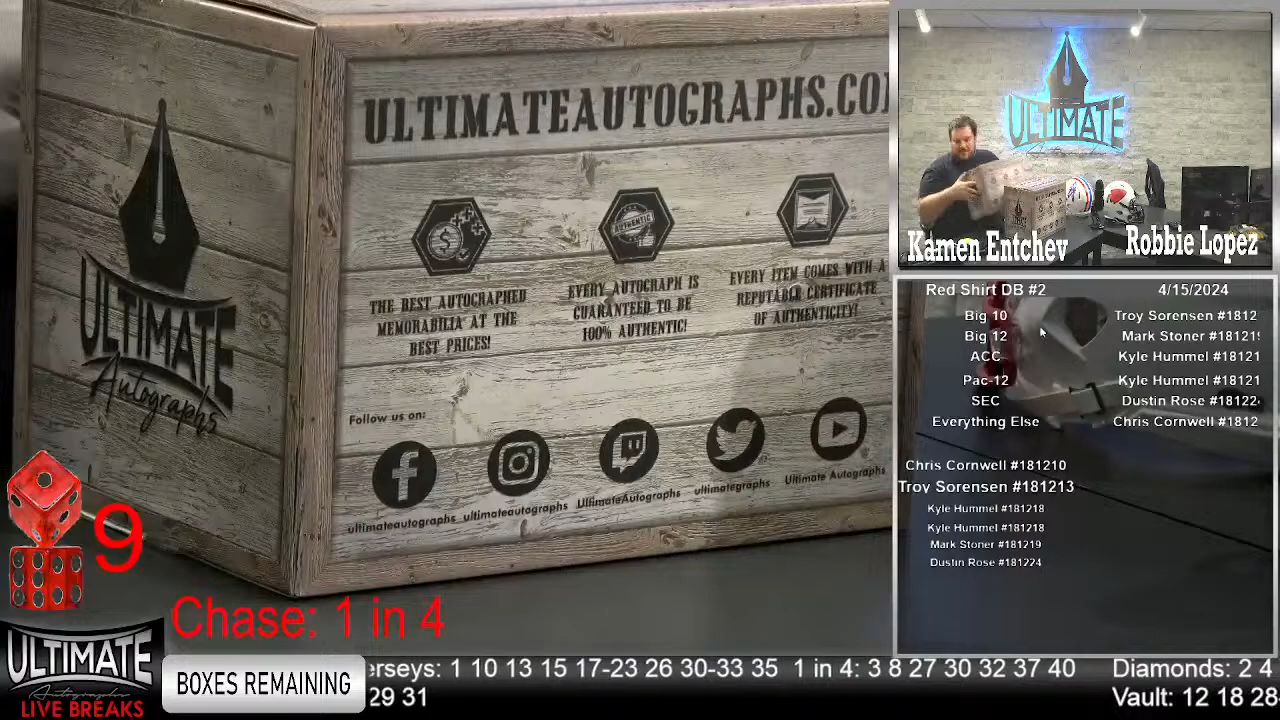 ULTIMATEAUTOGRAPHS.CO
THE BEST AUTOGRAPHED
MEMORABILIA AT THE
BEST PRICES!
AUTHENTIC
EVERY AUTOGRAPH IS
GUARANTEED TO BE
100% AUTHENTIC!
EVERY ITEM COMES WITH A
REPUTABLE CERTIFICATE
OF AUTHENTICITY!
ULTIMATE
Autographs
Follow us on:
ultimateautographs
ultimateautographs
UltimateAutographs
ultimategraphs
Ultimate Autographs
ULTIMATE
Kamen Entchev
Robbie Lopez
Red Shirt DB #2 4/15/2024
Big 10 Troy Sorensen #1812
Big 12 Mark Stoner #18121
ACC Kyle Hummel #18121
Pac-12 Kyle Hummel #18121
SEC Dustin Rose #18122
Everything Else Chris Cornwell #1812
Chris Cornwell #181210
Troy Sorensen #181213
Kyle Hummel #181218
Kyle Hummel #181218
Mark Stoner #181219
Dustin Rose #181224
9
Chase: 1 in 4
ULTIMATE
Autographs
LIVE BREAKS
BOXES REMAINING
erseys: 1 10 13 15 17-23 26 30-33 35 1 in 4: 3 8 27 30 32 37 40 Diamonds: 2 4
29 31 Vault: 12 18 28